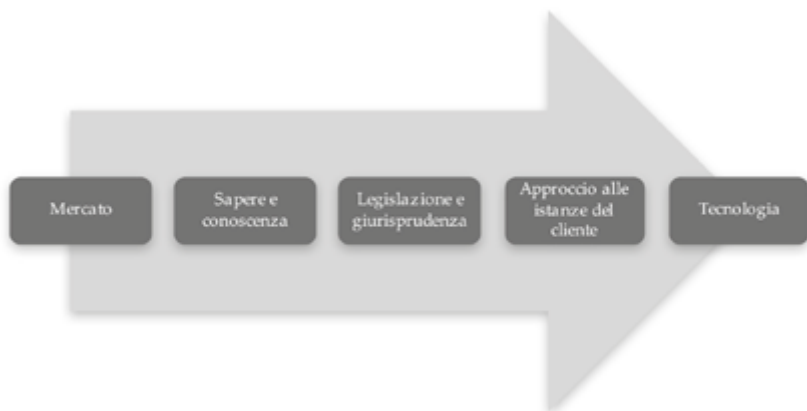 Mercato
Sapere e
conoscenza
Legislazione e
giurisprudenza
Approccio alle
istanze del
cliente
Tecnologia